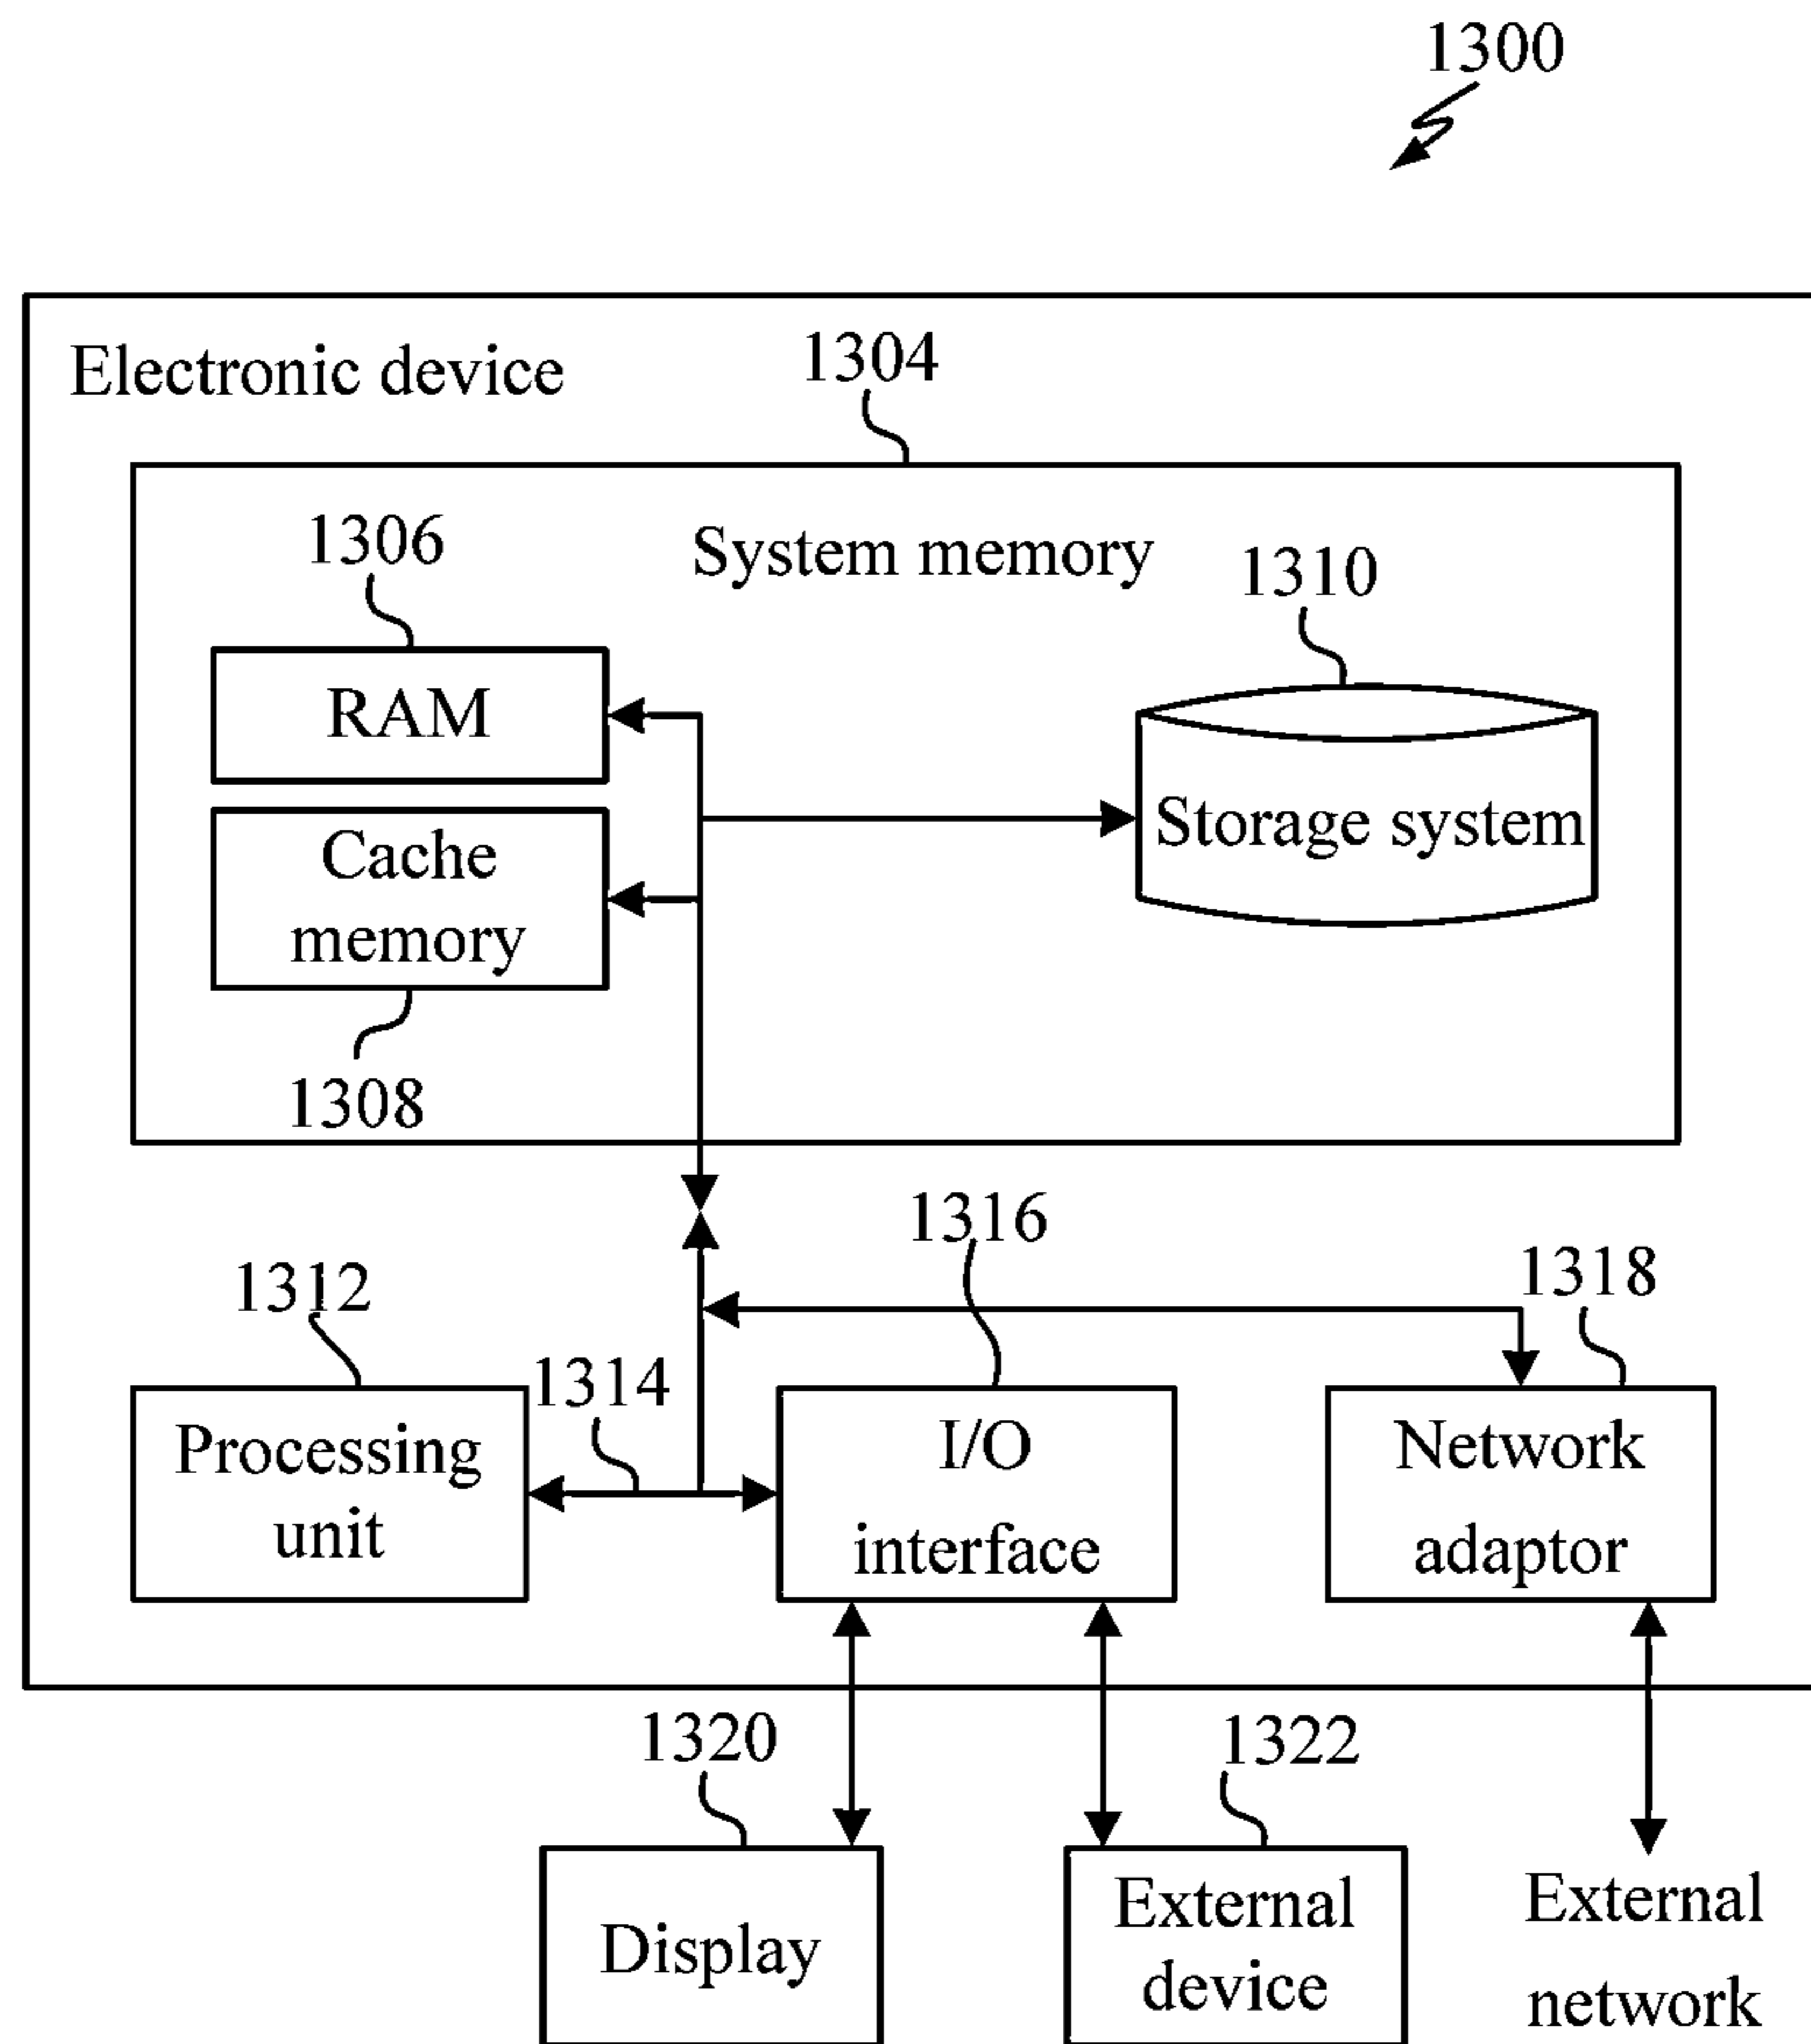 1300
Electronic device
1304
1306
System memory
1310
RAM
Storage system
Cache
memory
1308
1316
1312
1318
1314
Processing
unit
I/O
interface
Network
adaptor
1320
1322
Display
External
device
External
network